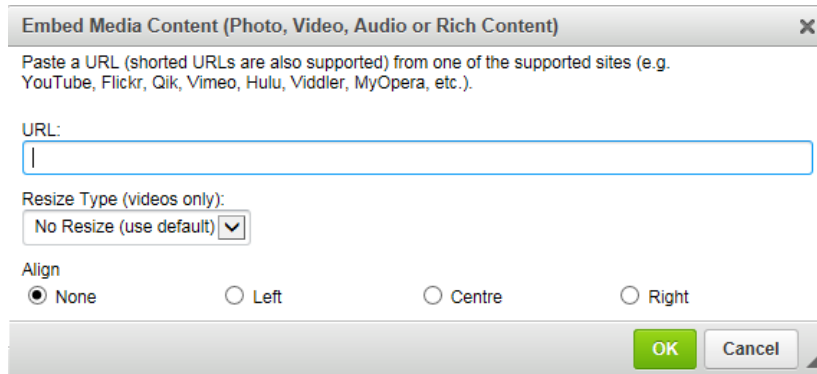 Embed Media Content (Photo, Video, Audio or Rich Content)
Paste a URL (shorted URLs are also supported) from one of the supported sites (e.g.
YouTube, Flickr, Qik, Vimeo, Hulu, Viddler, MyOpera, etc.).
URL:
Resize Type (videos only):
No Resize (use default)
Align
None Left Centre Right
OK Cancel